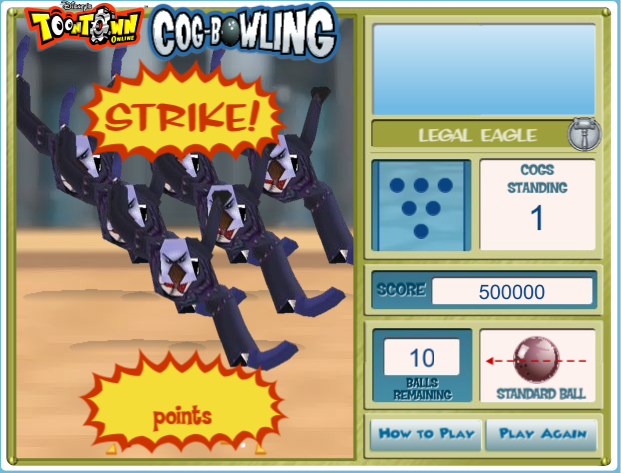 Disney's
TOONTOWN
ONLINE
COG-BOWLING
STRIKE!
points
LEGAL EAGLE
COGS
STANDING
1
SCORE
500000
10
BALLS
REMAINING
STANDARD BALL
HOW TO PLAY
PLAY AGAIN